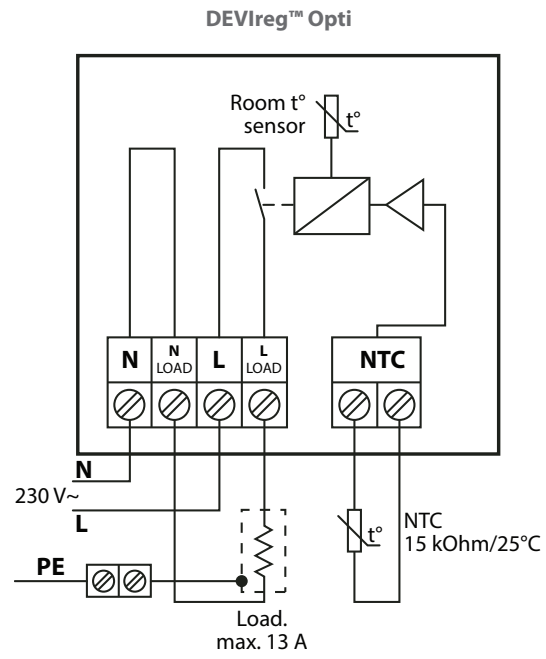 DEVIreg™ Opti
Room t°
sensor
t°
N
N
LOAD
L
L
LOAD
NTC
N
230 V~
L
t°
NTC
15 kOhm/25°C
PE
Load.
max. 13 A